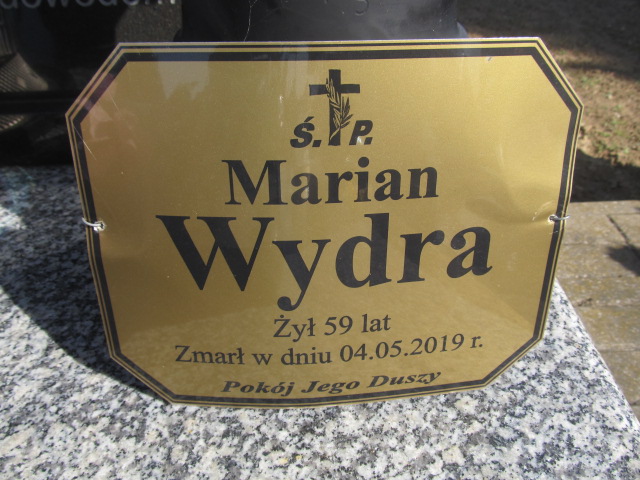 Ś. P.
Marian
Wydra
Żył 59 lat
Zmarł w dniu 04.05.2019 r.
Pokój Jego Duszy